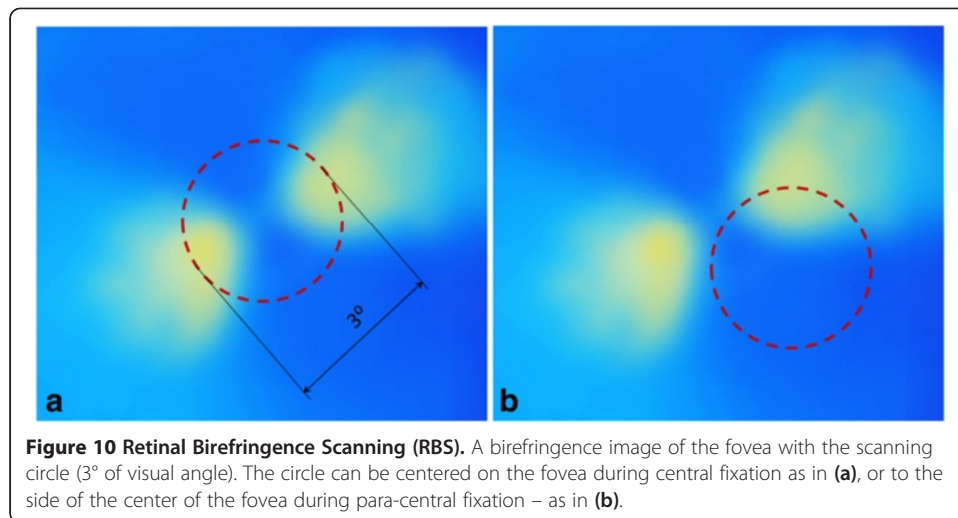 3°
a
b
Figure 10 Retinal Birefringence Scanning (RBS). A birefringence image of the fovea with the scanning
circle (3° of visual angle). The circle can be centered on the fovea during central fixation as in (a), or to the
side of the center of the fovea during para-central fixation – as in (b).